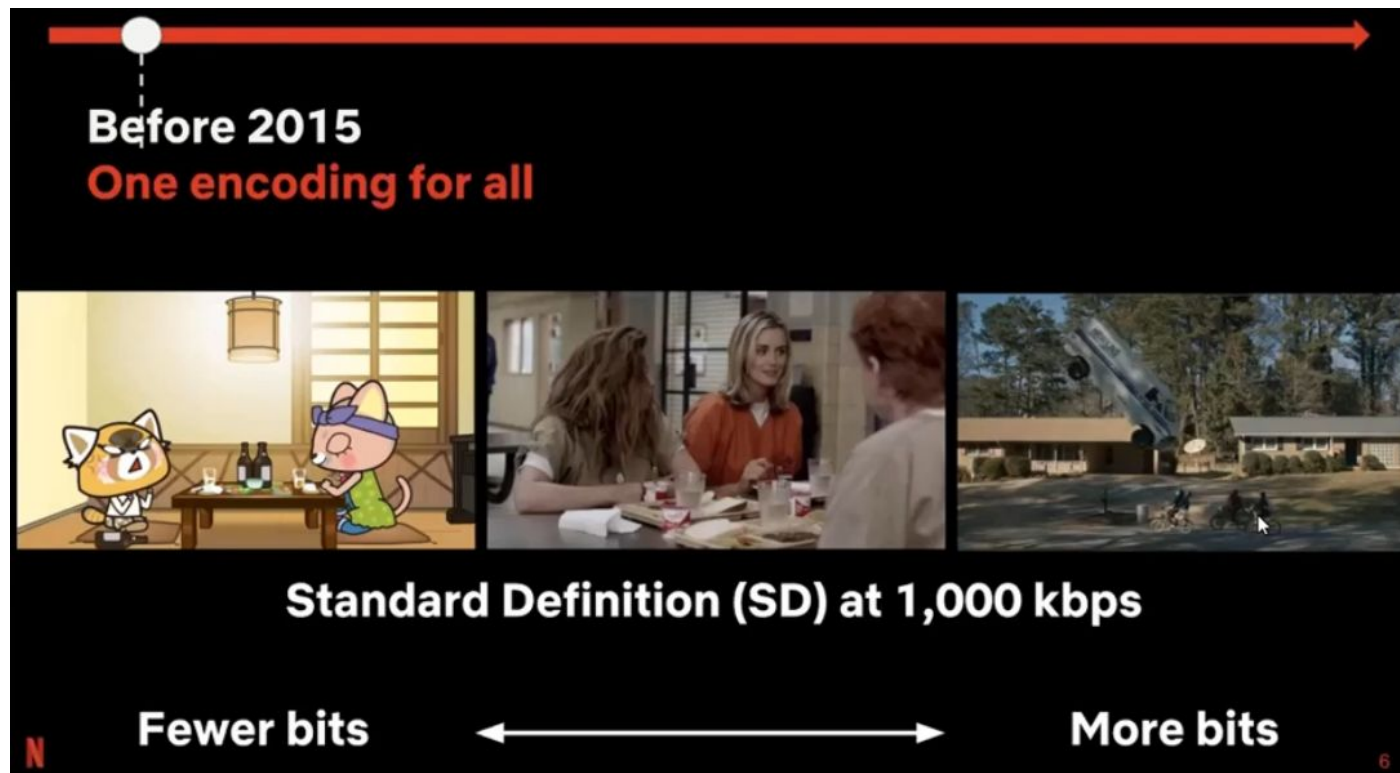 Before 2015
One encoding for all
Standard Definition (SD) at 1,000 kbps
Fewer bits
More bits
N
6